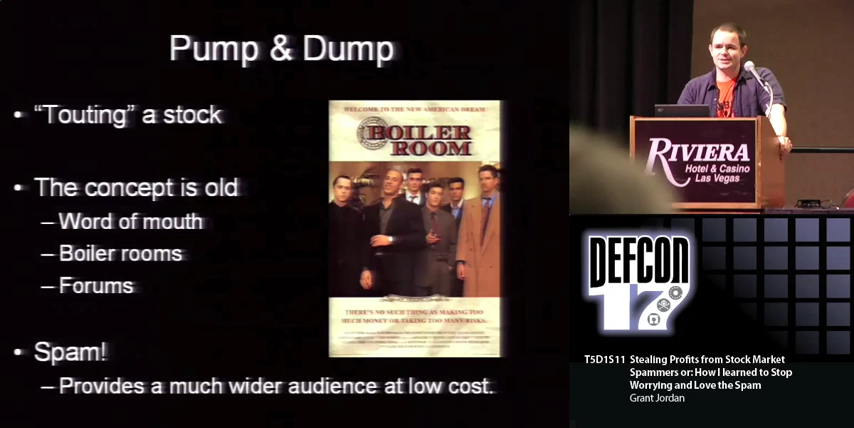 Pump & Dump
• “Touting” a stock
• The concept is old
– Word of mouth
– Boiler rooms
– Forums
• Spam!
– Provides a much wider audience at low cost.
WELCOME TO THE NEW AMERICAN DREAM
BOILER
ROOM
THERE'S NO SUCH THING AS MAKING TOO
MUCH MONEY OR TAKING TOO MANY RISKS.
RIVIERA
Hotel & Casino
Las Vegas
DEFCON
17
T5D1S11 Stealing Profits from Stock Market
Spammers or: How I learned to Stop
Worrying and Love the Spam
Grant Jordan